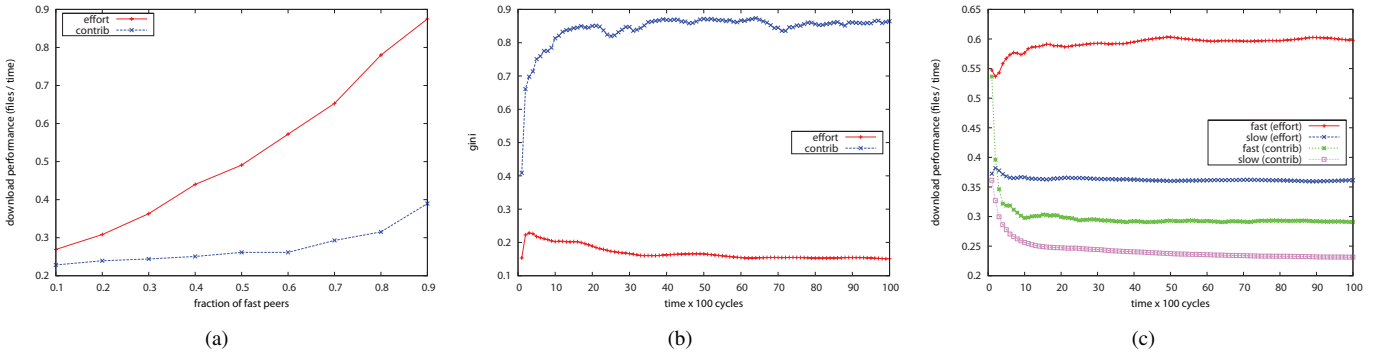 download performance (files / time)
0.9
0.8
0.7
0.6
0.5
0.4
0.3
0.2
effort
contrib
0.1 0.2 0.3 0.4 0.5 0.6 0.7 0.8 0.9
fraction of fast peers
(a)
gini
1
0.9
0.8
0.7
0.6
0.5
0.4
0.3
0.2
0.1
effort
contrib
0 10 20 30 40 50 60 70 80 90 100
time x 100 cycles
(b)
download performance (files / time)
0.65
0.6
0.55
0.5
0.45
0.4
0.35
0.3
0.25
0.2
fast (effort)
slow (effort)
fast (contrib)
slow (contrib)
0 10 20 30 40 50 60 70 80 90 100
time x 100 cycles
(c)